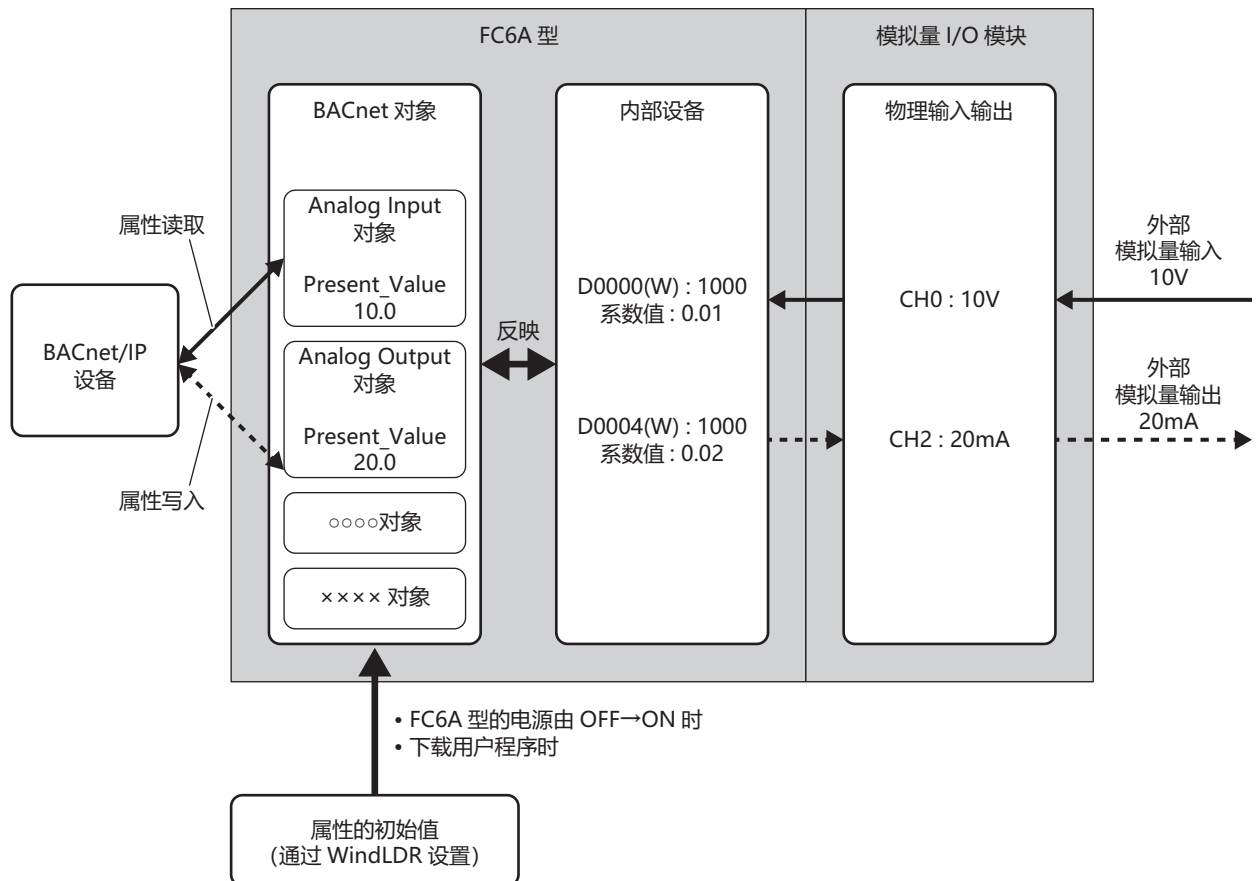 FC6A 型
模拟量 I/O 模块
BACnet 对象
内部设备
物理输入输出
属性读取
Analog Input
对象
Present_Value
10.0
外部
模拟量输入
10V
D0000(W) : 1000
系数值 : 0.01
CH0 : 10V
BACnet/IP
设备
反映
Analog Output
对象
Present_Value
20.0
外部
模拟量输出
20mA
D0004(W) : 1000
系数值 : 0.02
CH2 : 20mA
属性写入
○○○○对象
×××× 对象
• FC6A 型的电源由 OFF→ON 时
• 下载用户程序时
属性的初始值
(通过 WindLDR 设置)